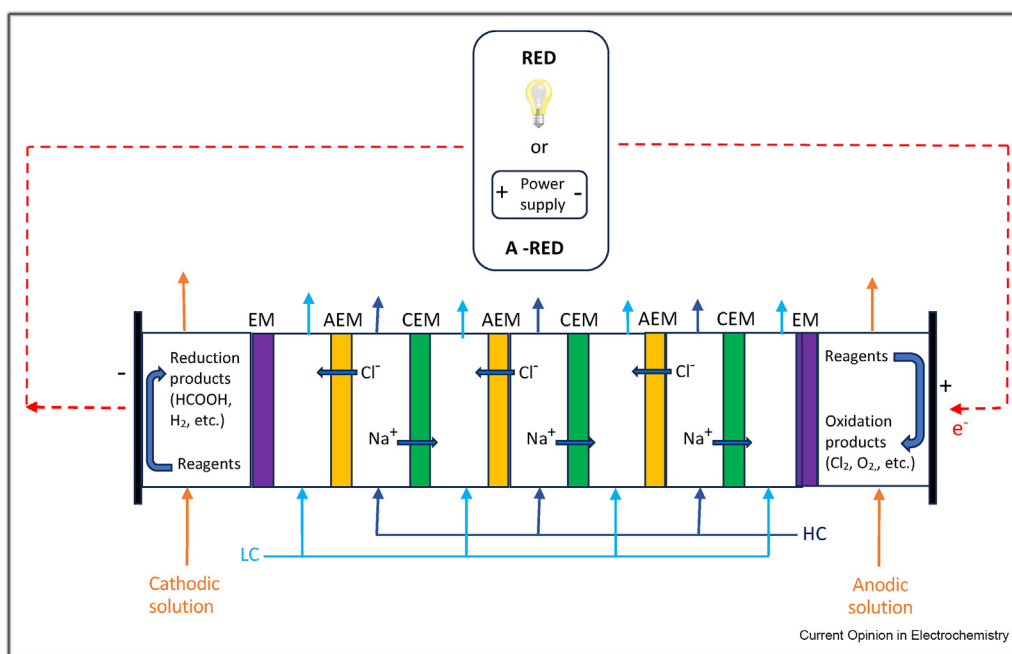 RED
or
+ Power -
supply
A -RED
EM AEM CEM AEM CEM AEM CEM EM
-
Reduction
products
(HCOOH,
H₂, etc.)
Reagents
Cl⁻ Cl⁻ Cl⁻
Na⁺ Na⁺ Na⁺
Reagents
Oxidation
products
(Cl₂, O₂,, etc.)
+
e⁻
LC
HC
Cathodic
solution
Anodic
solution
Current Opinion in Electrochemistry